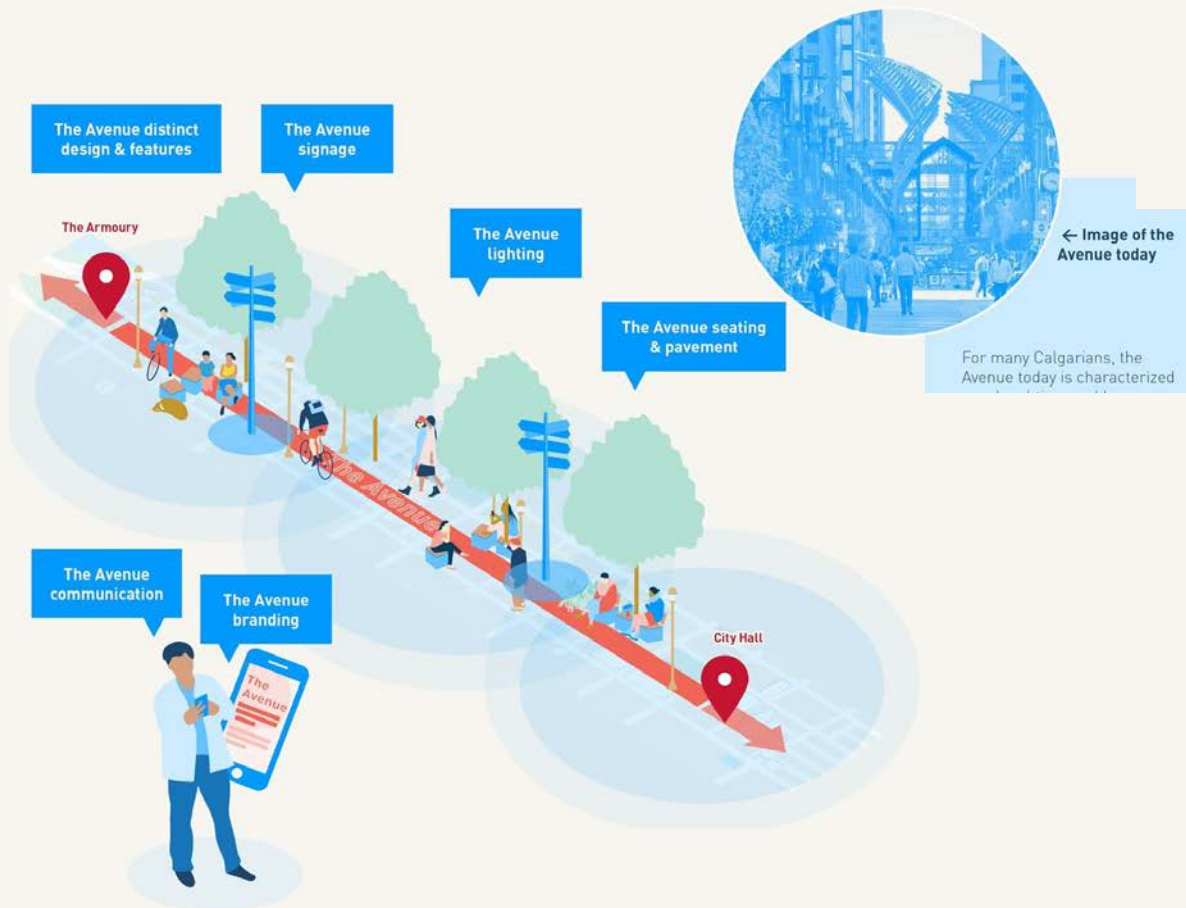 The Avenue distinct
design & features
The Avenue
signage
The Armoury
The Avenue
lighting
The Avenue seating
& pavement
← Image of the
Avenue today
For many Calgarians, the
Avenue today is characterized
The Avenue
The Avenue
communication
The Avenue
branding
The
Avenue
City Hall